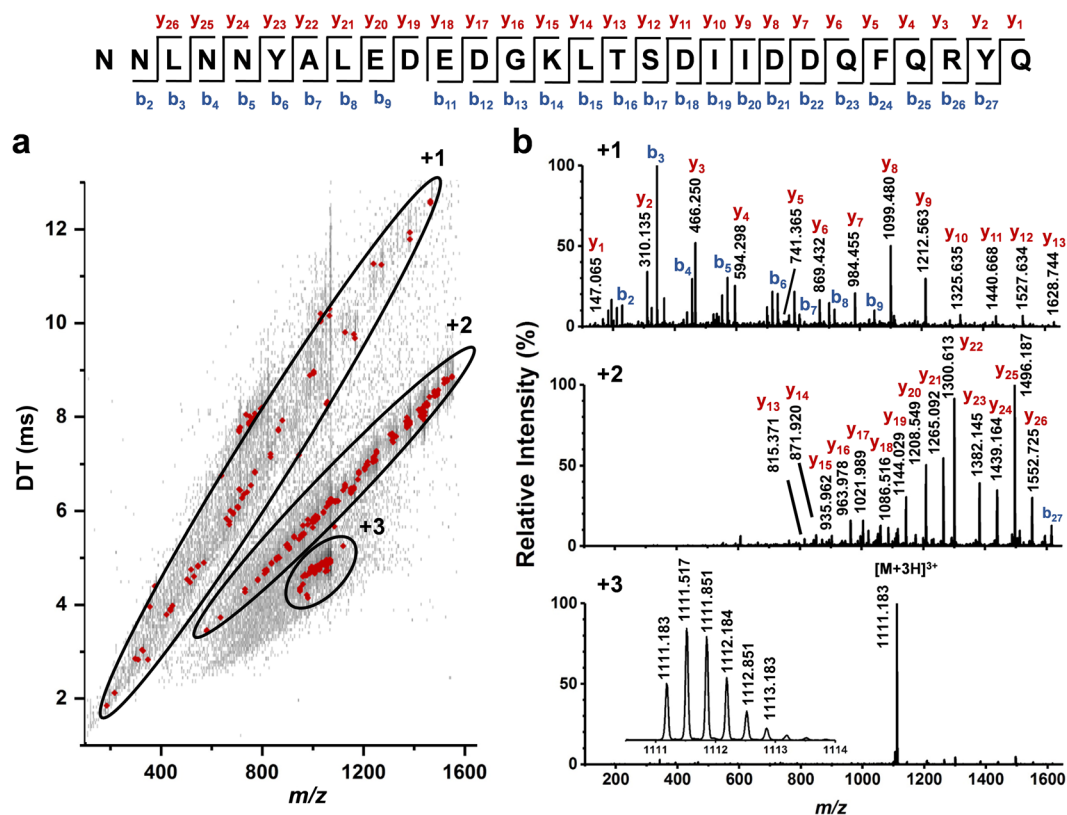 y26 y25 y24 y23 y22 y21 y20 y19 y18 y17 y16 y15 y14 y13 y12 y11 y10 y9 y8 y7 y6 y5 y4 y3 y2 y1
N N L N N Y A L E D E D G K L T S D I I D D Q F Q R Y Q
b2 b3 b4 b5 b6 b7 b8 b9 b11 b12 b13 b14 b15 b16 b17 b18 b19 b20 b21 b22 b23 b24 b25 b26 b27
a
+1
+2
+3
DT (ms)
12
10
8
6
4
2
400 800 1200 1600
m/z
b
Relative Intensity (%)
+1
100
50
0
y1 147.065
b2
y2 310.135
b3
b4
y3 466.250
b5
y4 594.298
b6
y5 741.365
b7
y6 869.432
b8
y7 984.455
b9
y8 1099.480
y9 1212.563
y10 1325.635
y11 1440.668
y12 1527.634
y13 1628.744
+2
100
50
0
y13 815.371
y14 871.920
y15 935.962
y16 963.978
y17 1021.989
y18 1086.516
y19 1144.029
y20 1208.549
y21 1265.092
y22 1300.613
y23 1382.145
y24 1439.164
y25 1496.187
y26 1552.725
b27
+3
100
50
0
[M+3H]3+
1111.183
1111.183
1111.517
1111.851
1112.184
1112.851
1113.183
1111 1112 1113 1114
200 400 600 800 1000 1200 1400 1600
m/z